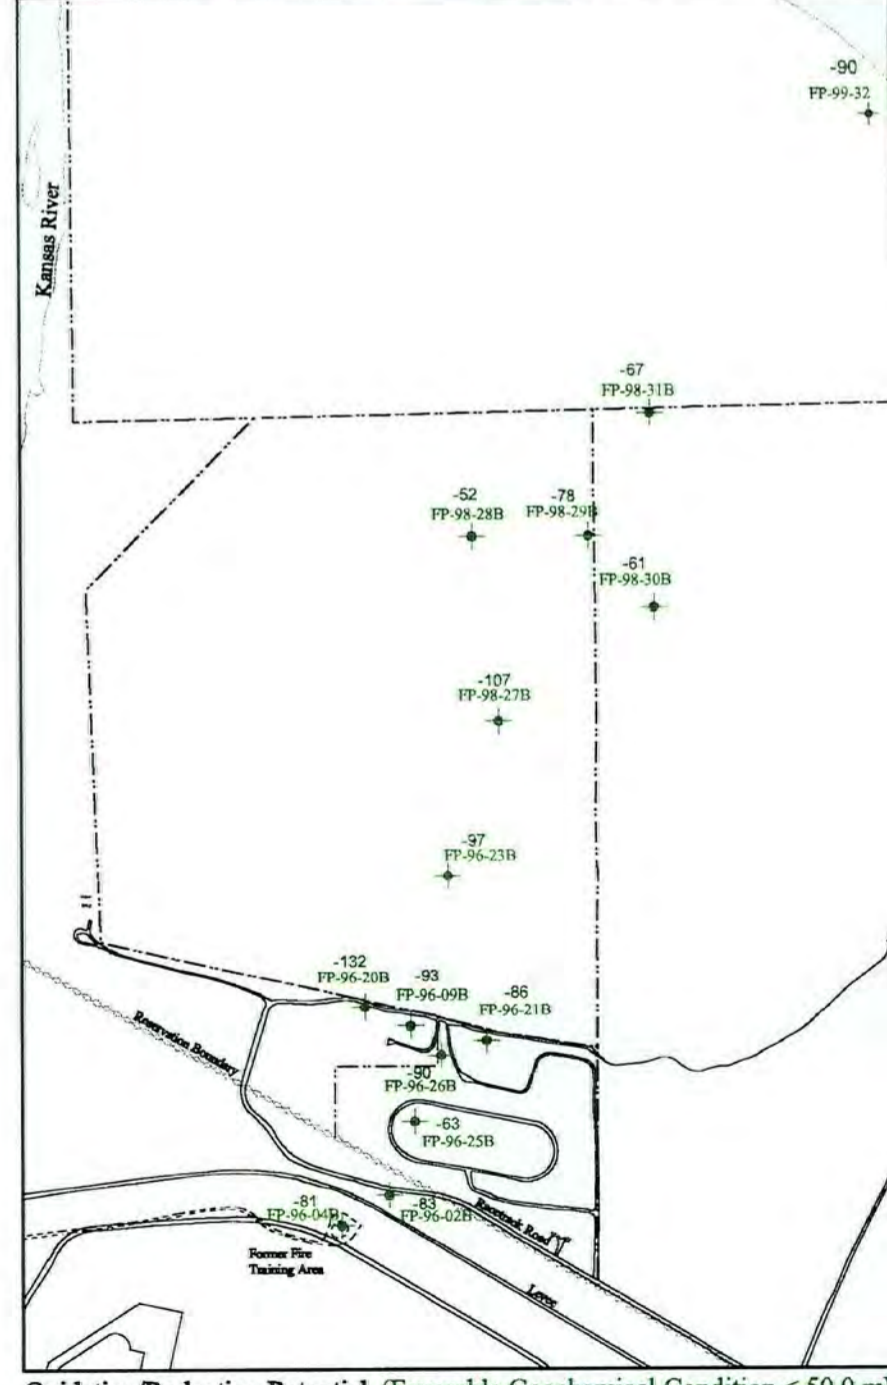 -90
FP-99-32
Kansas River
-67
FP-98-31B
-52
FP-98-28B
-78
FP-98-29B
-61
FP-98-30B
-107
FP-98-27B
-97
FP-96-23B
-132
FP-96-20B
-93
FP-96-09B
-86
FP-96-21B
Reservation Boundary
-90
FP-96-26B
-63
FP-96-25B
-81
FP-96-04B
-83
FP-96-02B
Racetrack Road
Former Fire
Training Area
Levee
Oxidation/Reduction Potential (Favorable Geochemical Condition < 50.0 m